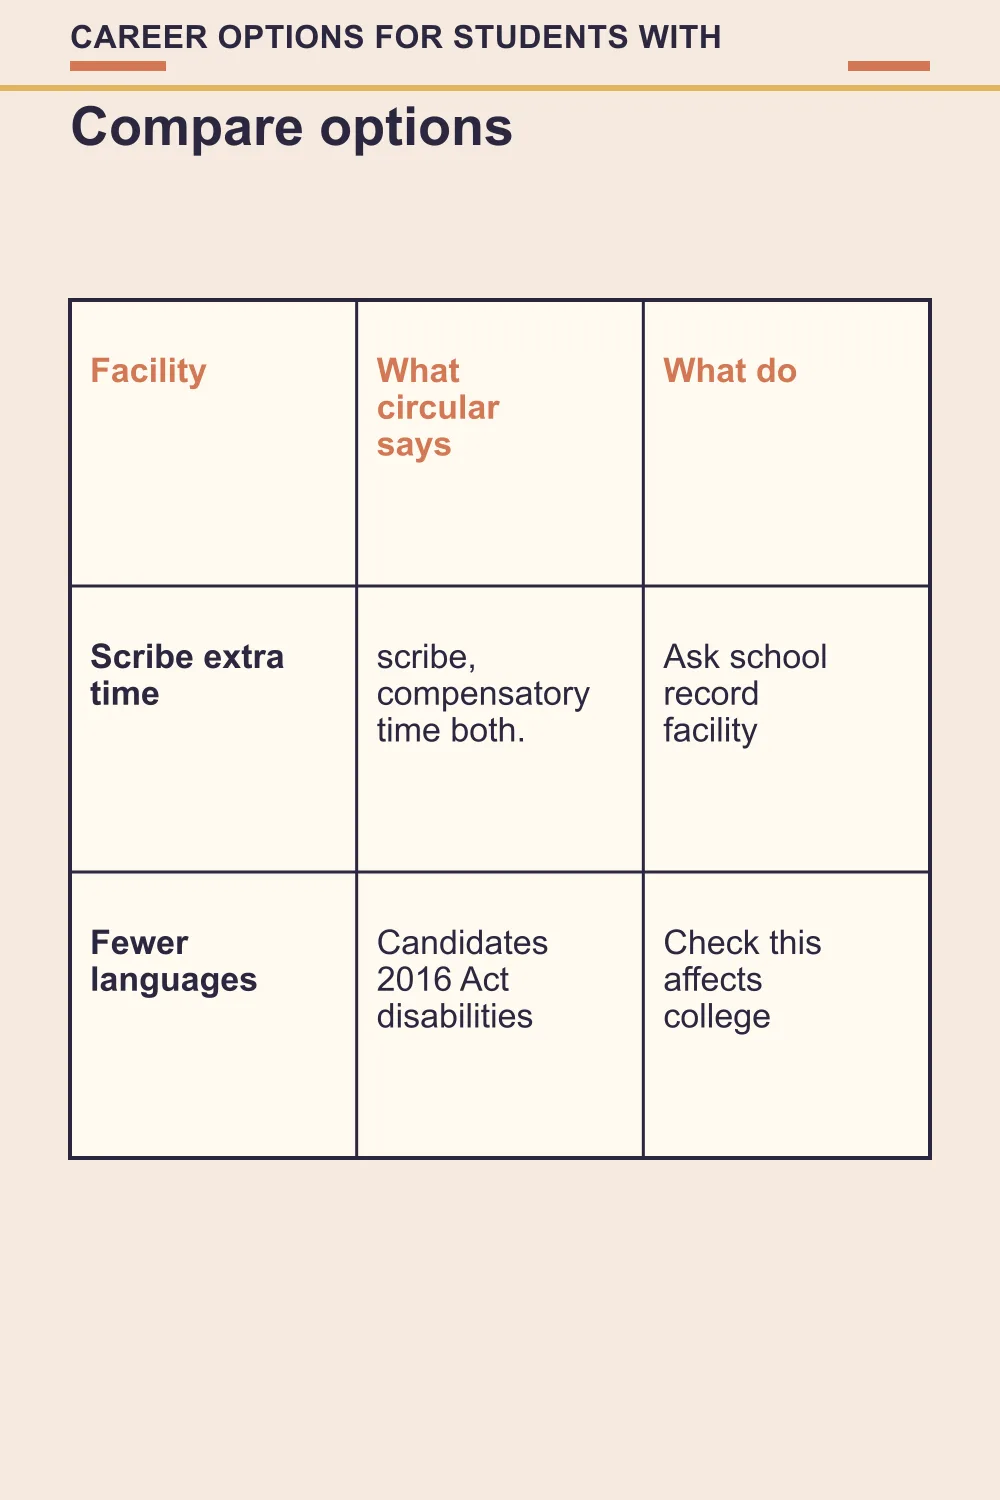 CAREER OPTIONS FOR STUDENTS WITH
Compare options
Facility
What
circular
says
What do
Scribe extra
time
scribe,
compensatory
time both.
Ask school
record
facility
Fewer
languages
Candidates
2016 Act
disabilities
Check this
affects
college